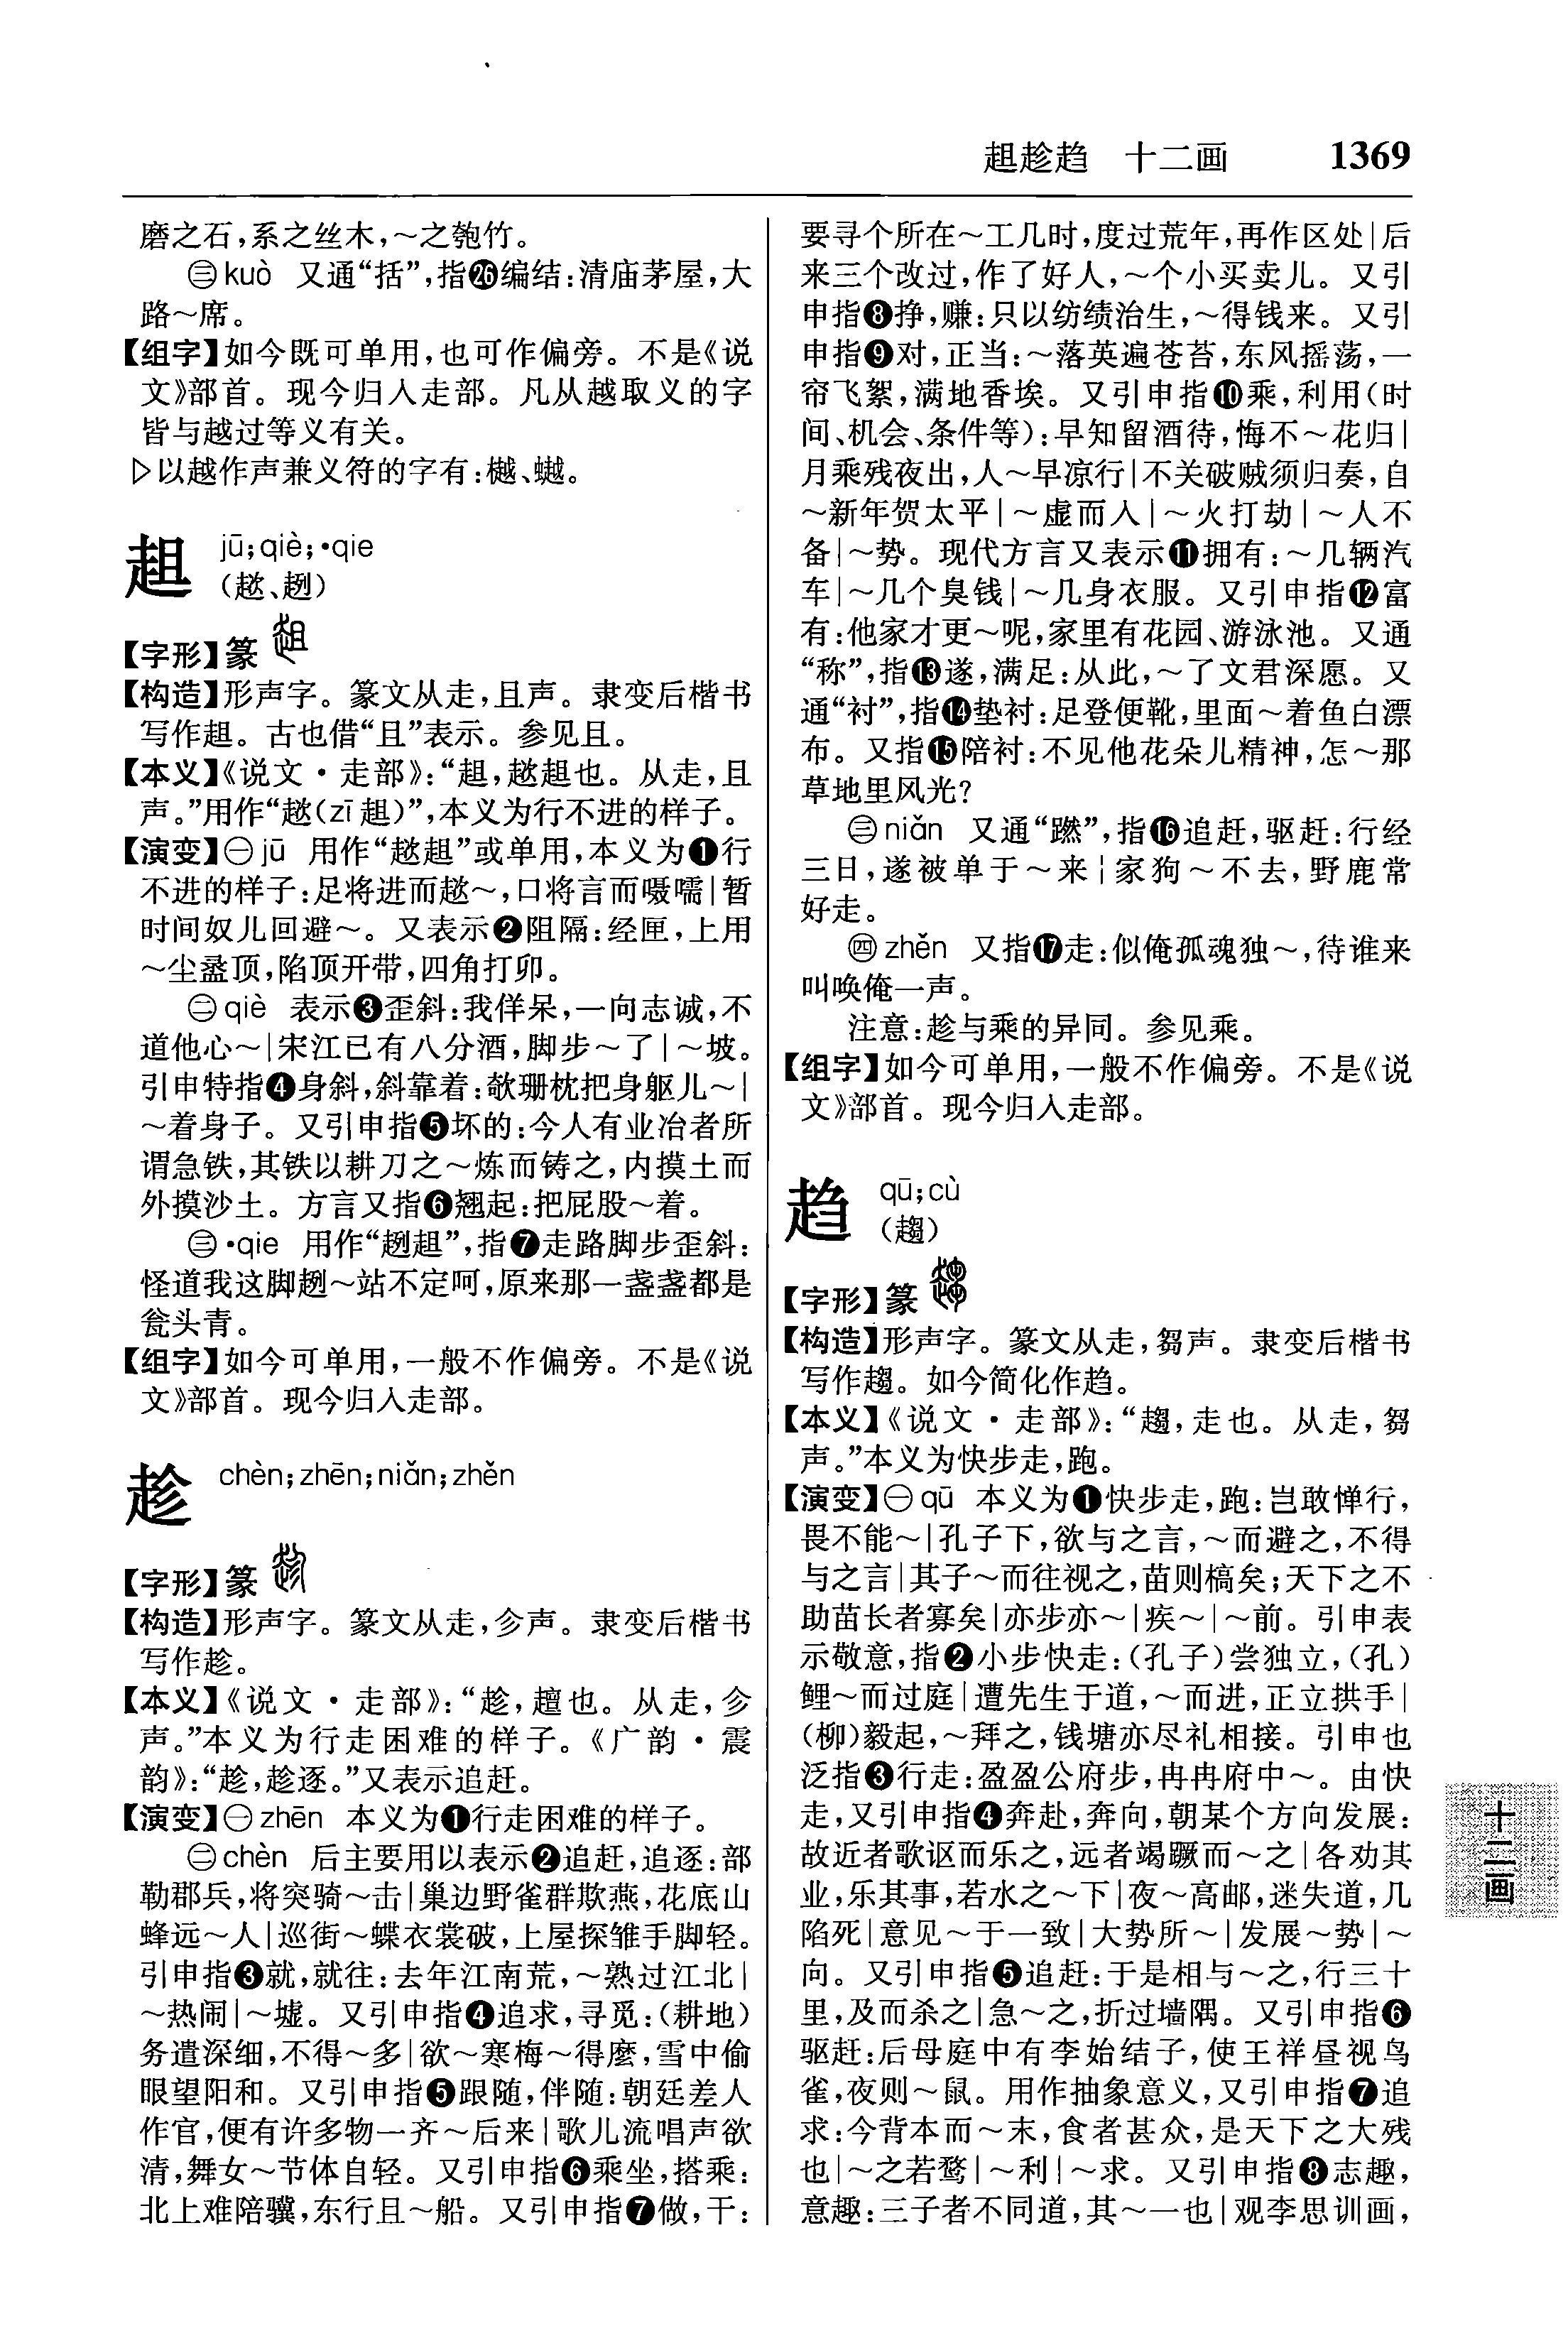 趄趁趋　十二画　1369
磨之石,系之丝木,～之匏竹。
㊂kuò　又通“括”,指㉖编结:清庙茅屋,大
路～席。
【组字】如今既可单用,也可作偏旁。不是《说
文》部首。现今归入走部。凡从越取义的字
皆与越过等义有关。
▷以越作声兼义符的字有:樾、𧑅。
趄　jū;qiè;•qie
(趑、趔)
【字形】篆
【构造】形声字。篆文从走,且声。隶变后楷书
写作趄。古也借“且”表示。参见且。
【本义】《说文・走部》:“趄,趑趄也。从走,且
声。”用作“趑(zī趄)”,本义为行不进的样子。
【演变】㊀jū　用作“趑趄”或单用,本义为❶行
不进的样子:足将进而趑～,口将言而嗫嚅|暂
时间奴儿回避～。又表示❷阻隔:经匣,上用
～尘盝顶,陷顶开带,四角打卯。
㊁qiè　表示❸歪斜:我佯呆,一向志诚,不
道他心～|宋江已有八分酒,脚步～了|～坡。
引申特指❹身斜,斜靠着:欹珊枕把身躯儿～|
～着身子。又引申指❺坏的:今人有业冶者所
谓急铁,其铁以耕刀之～炼而铸之,内摸土而
外摸沙土。方言又指❻翘起:把屁股～着。
㊂•qie　用作“趔趄”,指❼走路脚步歪斜:
怪道我这脚趔～站不定呵,原来那一盏盏都是
瓮头青。
【组字】如今可单用,一般不作偏旁。不是《说
文》部首。现今归入走部。
趁　chèn;zhēn;niǎn;zhěn
【字形】篆
【构造】形声字。篆文从走,㐱声。隶变后楷书
写作趁。
【本义】《说文・走部》:“趁,䟃也。从走,㐱
声。”本义为行走困难的样子。《广韵・震
韵》:“趁,趁逐。”又表示追赶。
【演变】㊀zhēn　本义为❶行走困难的样子。
㊁chèn　后主要用以表示❷追赶,追逐:部
勒郡兵,将突骑～击|巢边野雀群欺燕,花底山
蜂远～人|巡街～蝶衣裳破,上屋探雏手脚轻。
引申指❸就,就往:去年江南荒,～熟过江北|
～热闹|～墟。又引申指❹追求,寻觅:(耕地)
务遣深细,不得～多|欲～寒梅～得麽,雪中偷
眼望阳和。又引申指❺跟随,伴随:朝廷差人
作官,便有许多物一齐～后来|歌儿流唱声欲
清,舞女～节体自轻。又引申指❻乘坐,搭乘:
北上难陪骥,东行且～船。又引申指❼做,干:
要寻个所在～工几时,度过荒年,再作区处|后
来三个改过,作了好人,～个小买卖儿。又引
申指❽挣,赚:只以纺绩治生,～得钱来。又引
申指❾对,正当:～落英遍苍苔,东风摇荡,一
帘飞絮,满地香埃。又引申指❿乘,利用(时
间、机会、条件等):早知留酒待,悔不～花归|
月乘残夜出,人～早凉行|不关破贼须归奏,自
～新年贺太平|～虚而入|～火打劫|～人不
备|～势。现代方言又表示⓫拥有:～几辆汽
车|～几个臭钱|～几身衣服。又引申指⓬富
有:他家才更～呢,家里有花园、游泳池。又通
“称”,指⓭遂,满足:从此,～了文君深愿。又
通“衬”,指⓮垫衬:足登便靴,里面～着鱼白漂
布。又指⓯陪衬:不见他花朵儿精神,怎～那
草地里风光?
㊂niǎn　又通“蹨”,指⓰追赶,驱赶:行经
三日,遂被单于～来|家狗～不去,野鹿常
好走。
㊃zhěn　又指⓱走:似俺孤魂独～,待谁来
叫唤俺一声。
注意:趁与乘的异同。参见乘。
【组字】如今可单用,一般不作偏旁。不是《说
文》部首。现今归入走部。
趋　qū;cù
(趨)
【字形】篆
【构造】形声字。篆文从走,芻声。隶变后楷书
写作趨。如今简化作趋。
【本义】《说文・走部》:“趨,走也。从走,芻
声。”本义为快步走,跑。
【演变】㊀qū　本义为❶快步走,跑:岂敢惮行,
畏不能～|孔子下,欲与之言,～而避之,不得
与之言|其子～而往视之,苗则槁矣;天下之不
助苗长者寡矣|亦步亦～|疾～|～前。引申表
示敬意,指❷小步快走:(孔子)尝独立,(孔)
鲤～而过庭|遭先生于道,～而进,正立拱手|
(柳)毅起,～拜之,钱塘亦尽礼相接。引申也
泛指❸行走:盈盈公府步,冉冉府中～。由快
走,又引申指❹奔赴,奔向,朝某个方向发展:
故近者歌讴而乐之,远者竭蹶而～之|各劝其
业,乐其事,若水之～下|夜～高邮,迷失道,几
陷死|意见～于一致|大势所～|发展～势|～
向。又引申指❺追赶:于是相与～之,行三十
里,及而杀之|急～之,折过墙隅。又引申指❻
驱赶:后母庭中有李始结子,使王祥昼视鸟
雀,夜则～鼠。用作抽象意义,又引申指❼追
求:今背本而～末,食者甚众,是天下之大残
也|～之若鹜|～利|～求。又引申指❽志趣,
意趣:三子者不同道,其～一也|观李思训画,
十二画